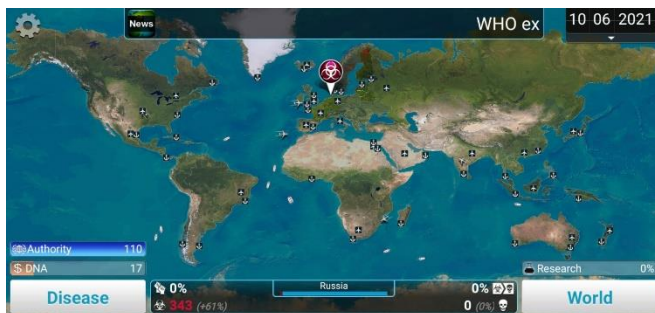 News
WHO ex
10 06 2021
Authority 110
DNA 17
Research 0%
Disease
0%
Russia
0%
343 (+61%)
0 (0%)
World